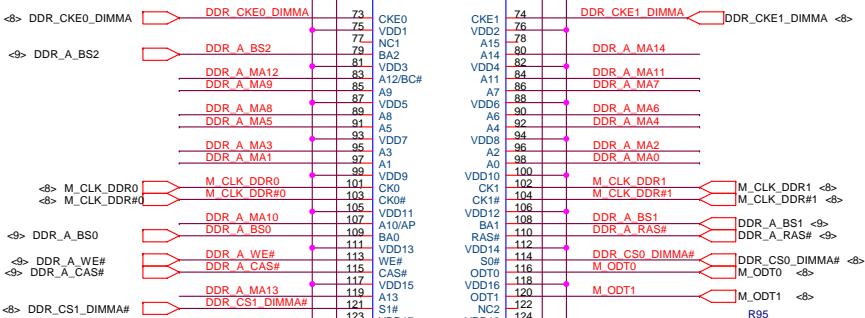 <8> DDR_CKE0_DIMMA DDR_CKE0_DIMMA 73 CKE0 CKE1 74 DDR_CKE1_DIMMA DDR_CKE1_DIMMA <8>
75 VDD1 VDD2 76
77 NC1 A15 78
<9> DDR_A_BS2 DDR_A_BS2 79 BA2 A14 80 DDR_A_MA14
81 VDD3 VDD4 82
DDR_A_MA12 83 A12/BC# A11 84 DDR_A_MA11
DDR_A_MA9 85 A9 A7 86 DDR_A_MA7
87 VDD5 VDD6 88
DDR_A_MA8 89 A8 A6 90 DDR_A_MA6
DDR_A_MA5 91 A5 A4 92 DDR_A_MA4
93 VDD7 VDD8 94
DDR_A_MA3 95 A3 A2 96 DDR_A_MA2
DDR_A_MA1 97 A1 A0 98 DDR_A_MA0
99 VDD9 VDD10 100
<8> M_CLK_DDR0 M_CLK_DDR0 101 CK0 CK1 102 M_CLK_DDR1 M_CLK_DDR1 <8>
<8> M_CLK_DDR#0 M_CLK_DDR#0 103 CK0# CK1# 104 M_CLK_DDR#1 M_CLK_DDR#1 <8>
105 VDD11 VDD12 106
DDR_A_MA10 107 A10/AP BA1 108 DDR_A_BS1 DDR_A_BS1 <9>
<9> DDR_A_BS0 DDR_A_BS0 109 BA0 RAS# 110 DDR_A_RAS# DDR_A_RAS# <9>
111 VDD13 VDD14 112
<9> DDR_A_WE# DDR_A_WE# 113 WE# S0# 114 DDR_CS0_DIMMA# DDR_CS0_DIMMA# <8>
<9> DDR_A_CAS# DDR_A_CAS# 115 CAS# ODT0 116 M_ODT0 M_ODT0 <8>
117 VDD15 VDD16 118
DDR_A_MA13 119 A13 ODT1 120 M_ODT1 M_ODT1 <8>
<8> DDR_CS1_DIMMA# DDR_CS1_DIMMA# 121 S1# NC2 122
123 124 R95